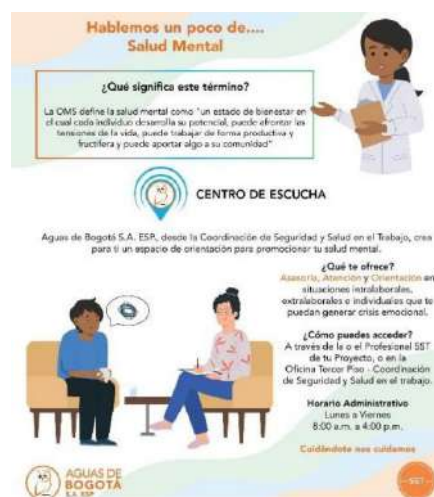 Hablemos un poco de....
Salud Mental
¿Qué significa este término?
La OMS define la salud mental como "un estado de bienestar en
el cual cada individuo desarrolla su potencial, puede afrontar las
tensiones de la vida, puede trabajar de forma productiva y
fructífera y puede aportar algo a su comunidad"
CENTRO DE ESCUCHA
Aguas de Bogotá S.A. ESP., desde la Coordinación de Seguridad y Salud en el Trabajo, crea
para ti un espacio de orientación para promocionar tu salud mental.
¿Qué te ofrece?
Asesoría, Atención y Orientación en
situaciones intralaborales,
extralaborales e individuales que te
puedan generar crisis emocional.
¿Cómo puedes acceder?
A través de la o el Profesional SST
de tu Proyecto, o en la
Oficina Tercer Piso - Coordinación
de Seguridad y Salud en el trabajo.
Horario Administrativo
Lunes a Viernes
8:00 a.m. a 4:00 p.m.
Cuidándote nos cuidamos
AGUAS DE
BOGOTÁ
S.A. ESP
SST